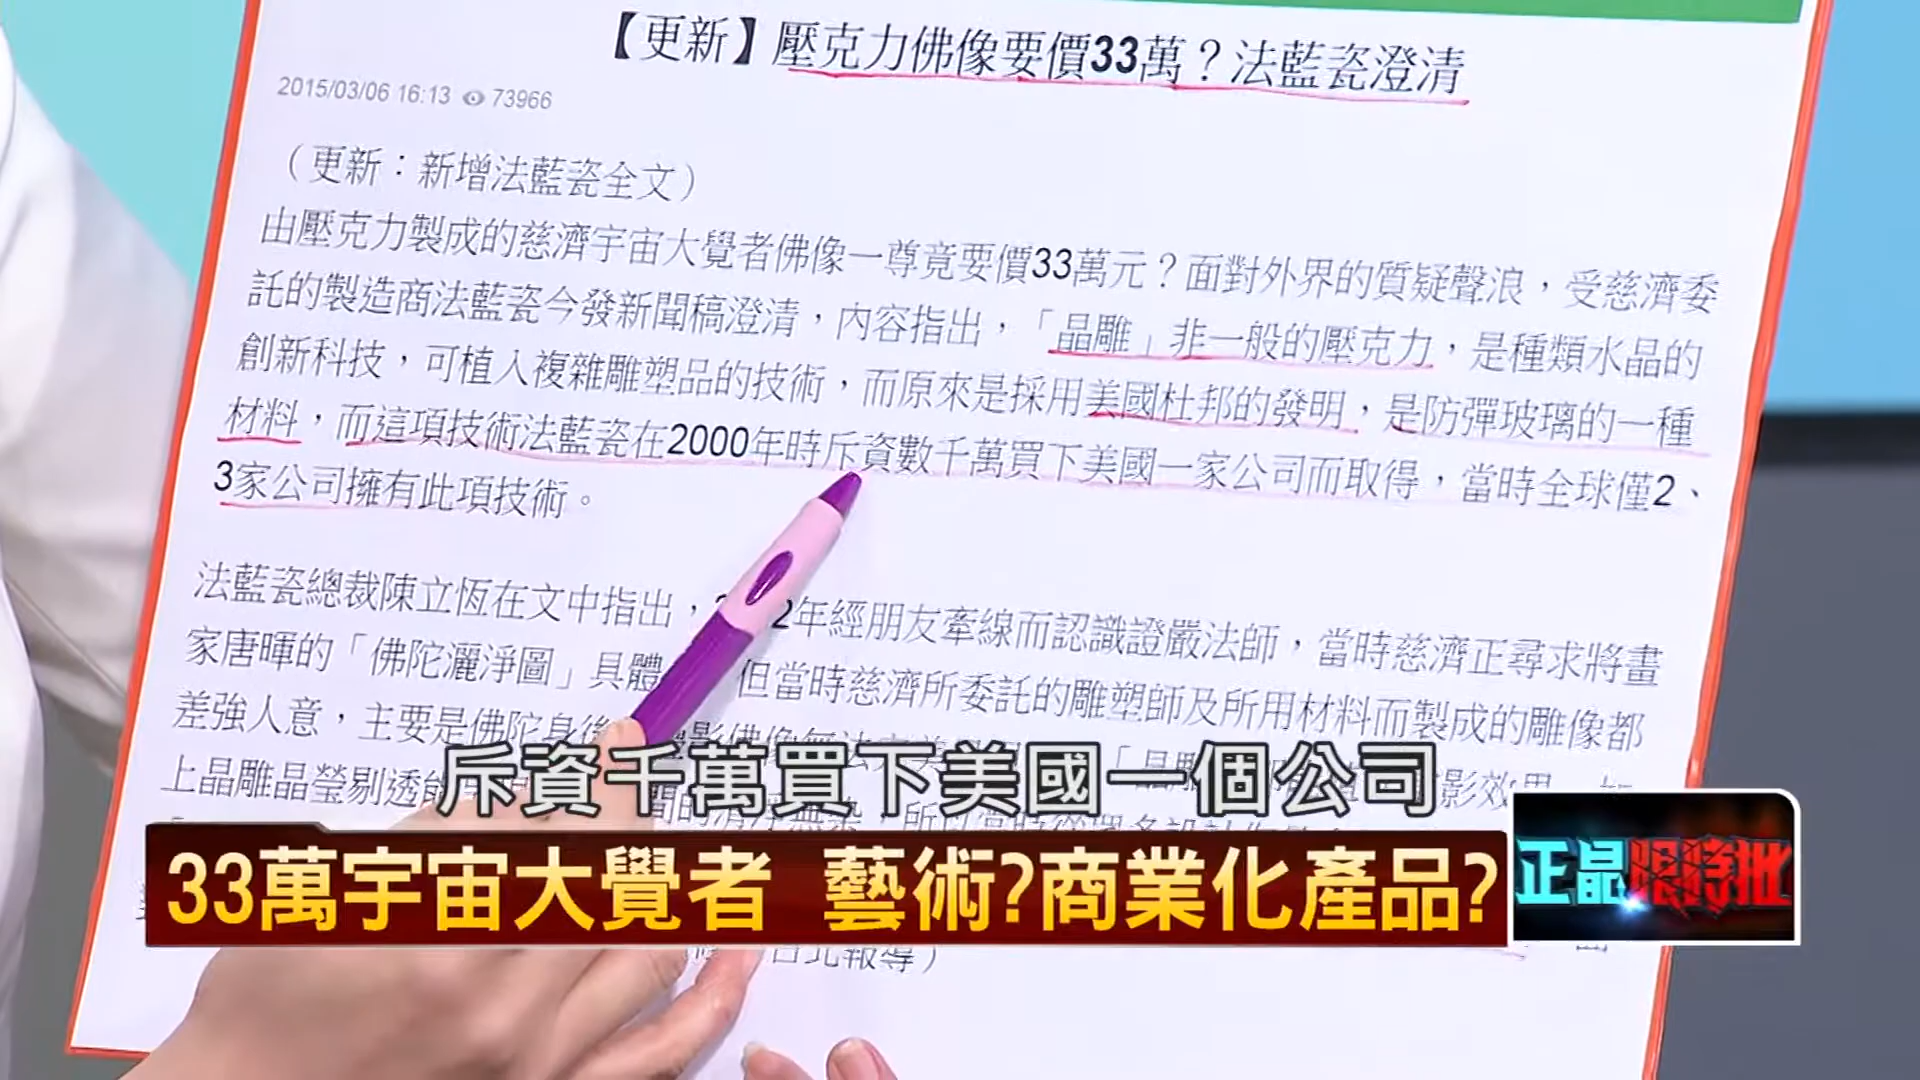 【更新】壓克力佛像要價33萬？法藍瓷澄清
2015/03/06 16:13 73966
（更新：新增法藍瓷全文）
由壓克力製成的慈濟宇宙大覺者佛像一尊竟要價33萬元？面對外界的質疑聲浪，受慈濟委
託的製造商法藍瓷今發新聞稿澄清，內容指出，「晶雕」非一般的壓克力，是種類水晶的
創新科技，可植入複雜雕塑品的技術，而原來是採用美國杜邦的發明，是防彈玻璃的一種
材料，而這項技術法藍瓷在2000年時斥資數千萬買下美國一家公司而取得，當時全球僅2、
3家公司擁有此項技術。
法藍瓷總裁陳立恆在文中指出， 2年經朋友牽線而認識證嚴法師，當時慈濟正尋求將畫
家唐暉的「佛陀灑淨圖」具體 但當時慈濟所委託的雕塑師及所用材料而製成的雕像都
差強人意，主要是佛陀身後
上晶雕晶瑩剔透能
斥資千萬買下美國一個公司
33萬宇宙大覺者 藝術?商業化產品?
正晶限時批
台北報導）